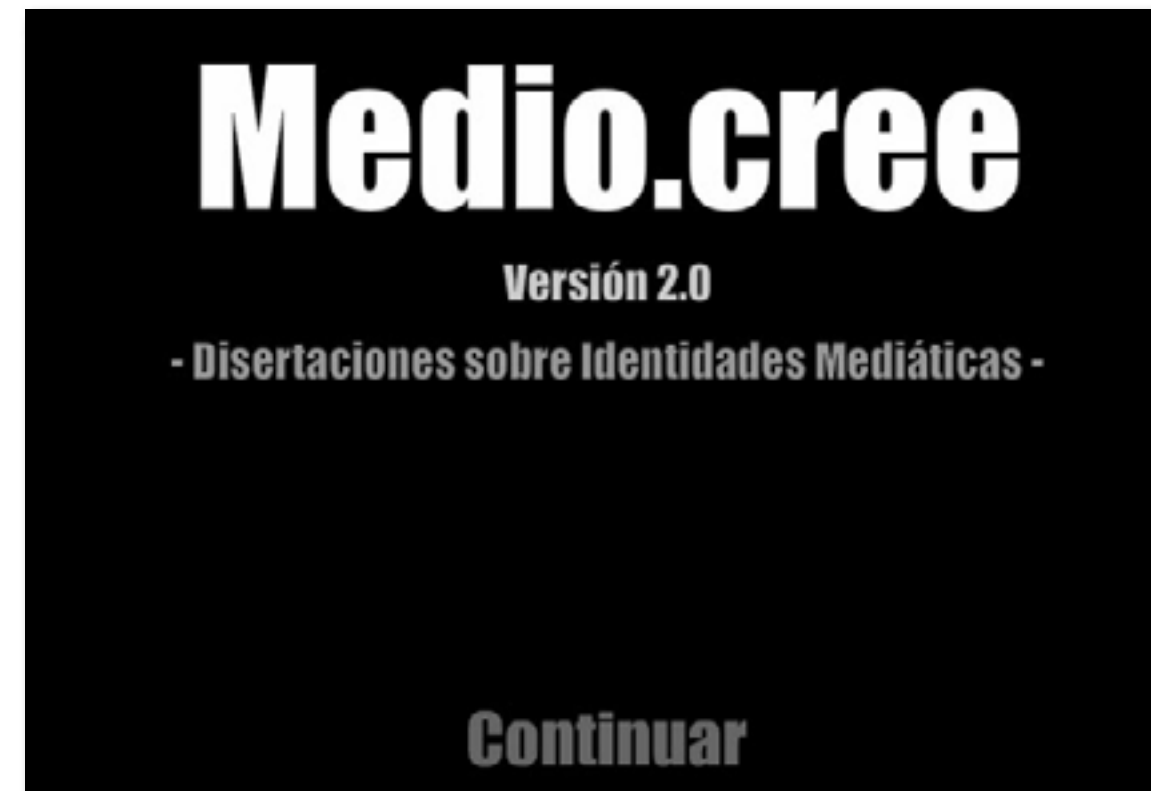 Medio.cree
Versión 2.0
- Disertaciones sobre Identidades Mediáticas -
Continuar